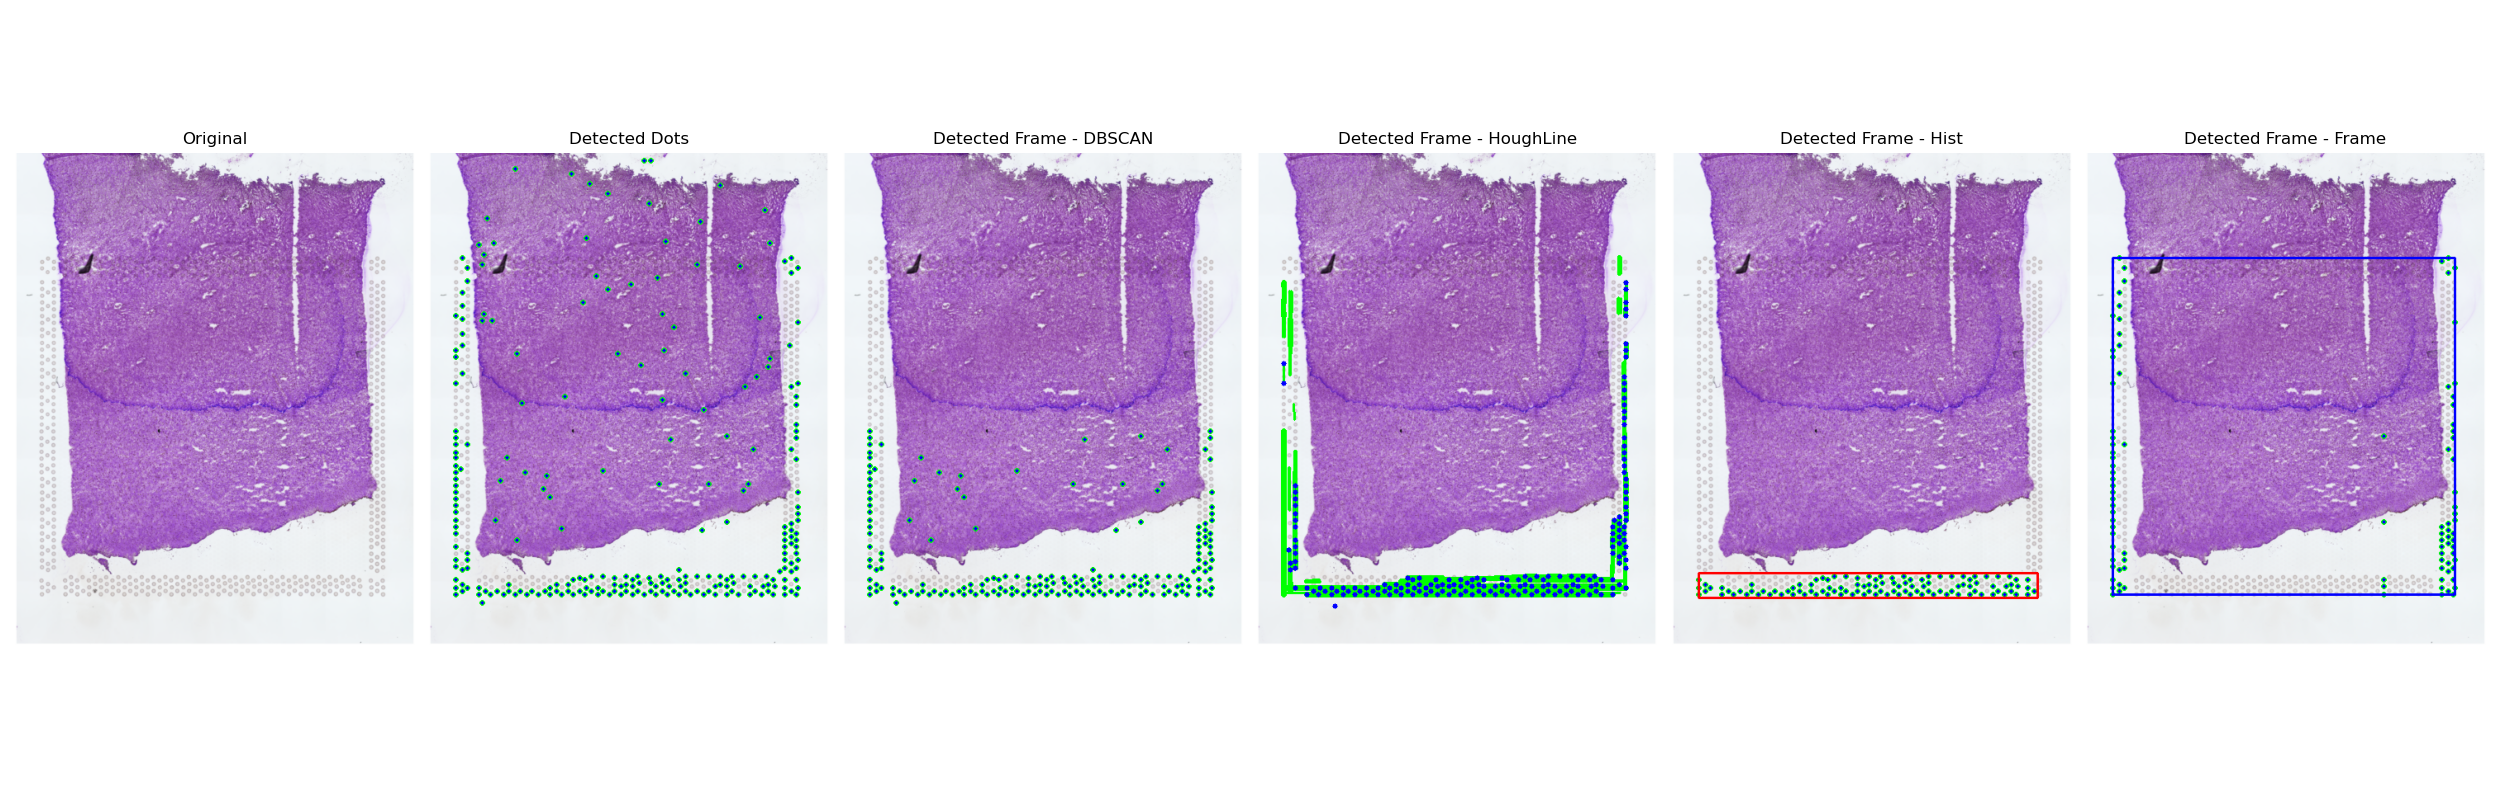 Original
Detected Dots
Detected Frame - DBSCAN
Detected Frame - HoughLine
Detected Frame - Hist
Detected Frame - Frame